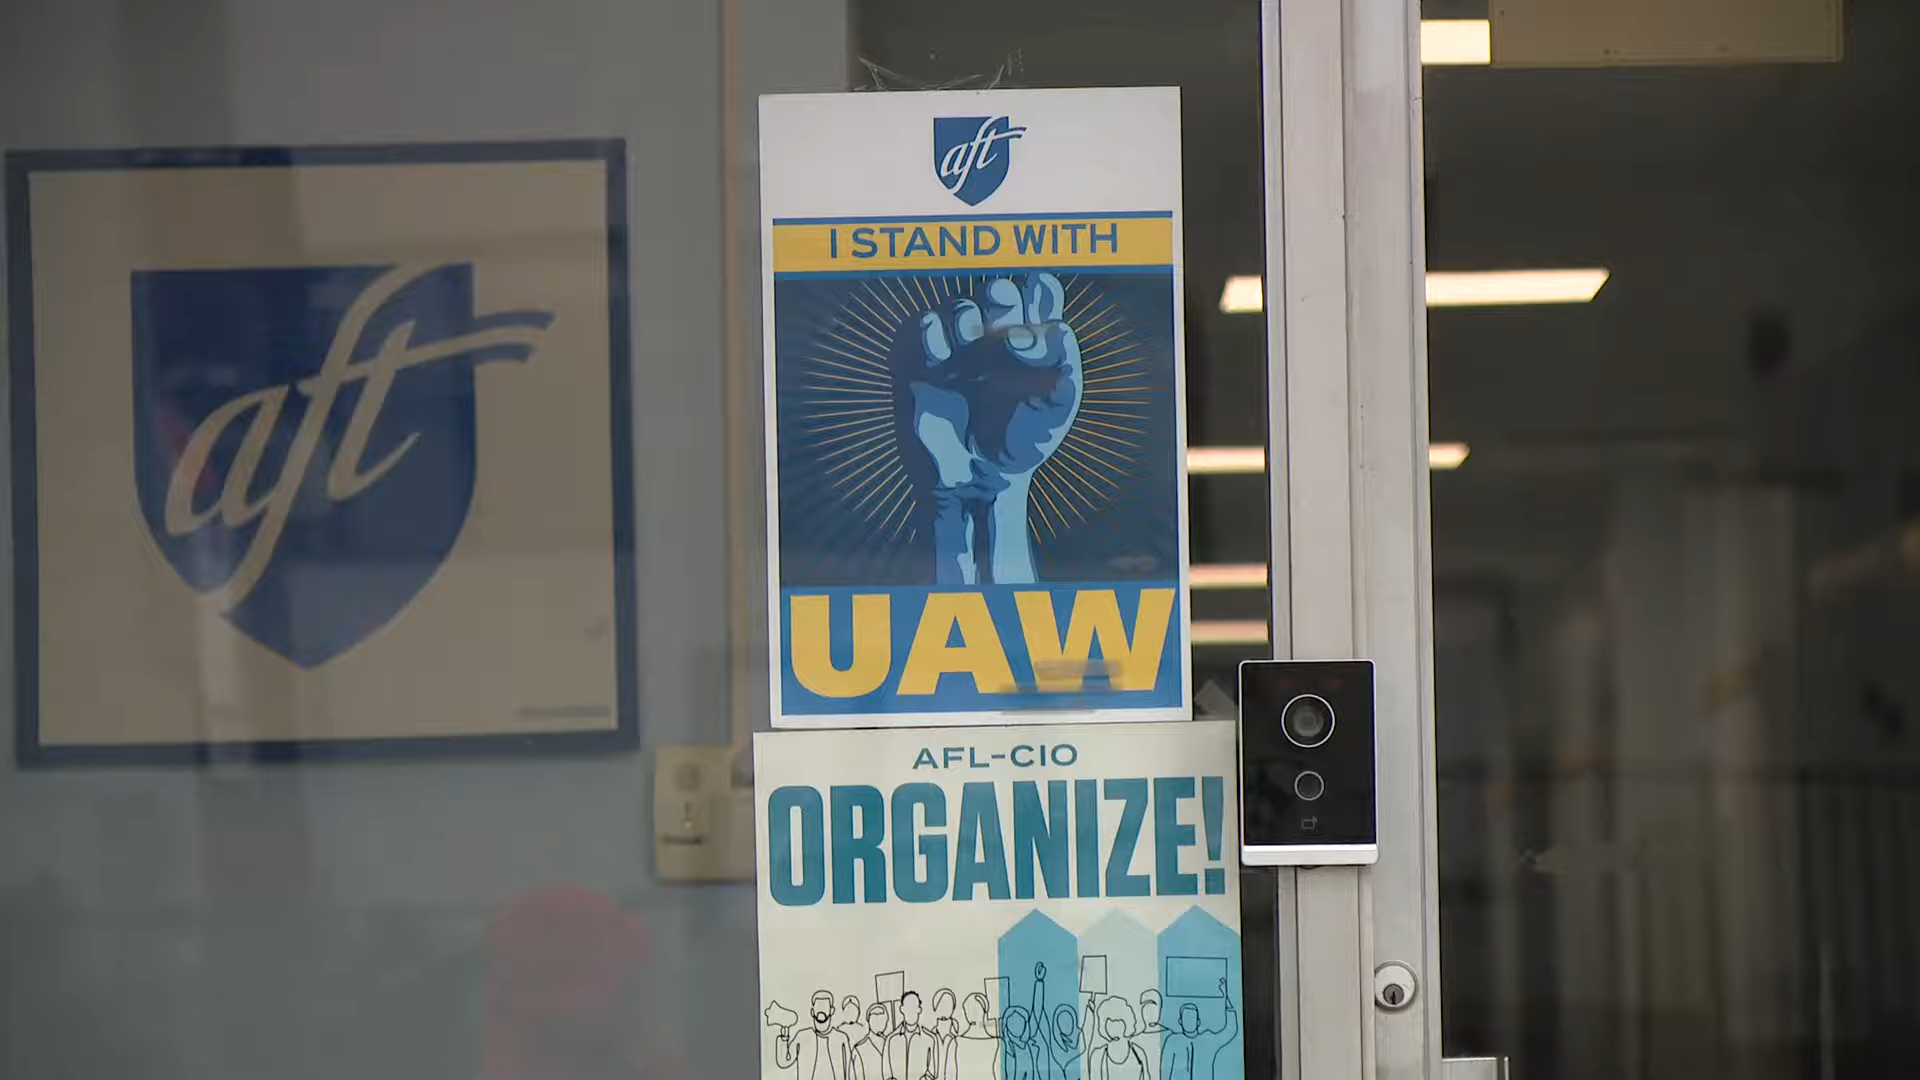 aft
aft
I STAND WITH
UAW
AFL-CIO
ORGANIZE!